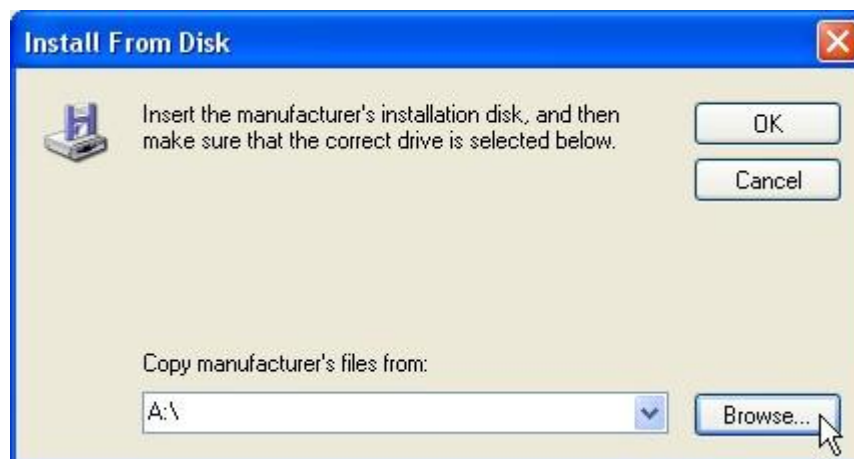 Install From Disk
Insert the manufacturer's installation disk, and then
make sure that the correct drive is selected below.
OK
Cancel
Copy manufacturer's files from:
A:\
Browse...